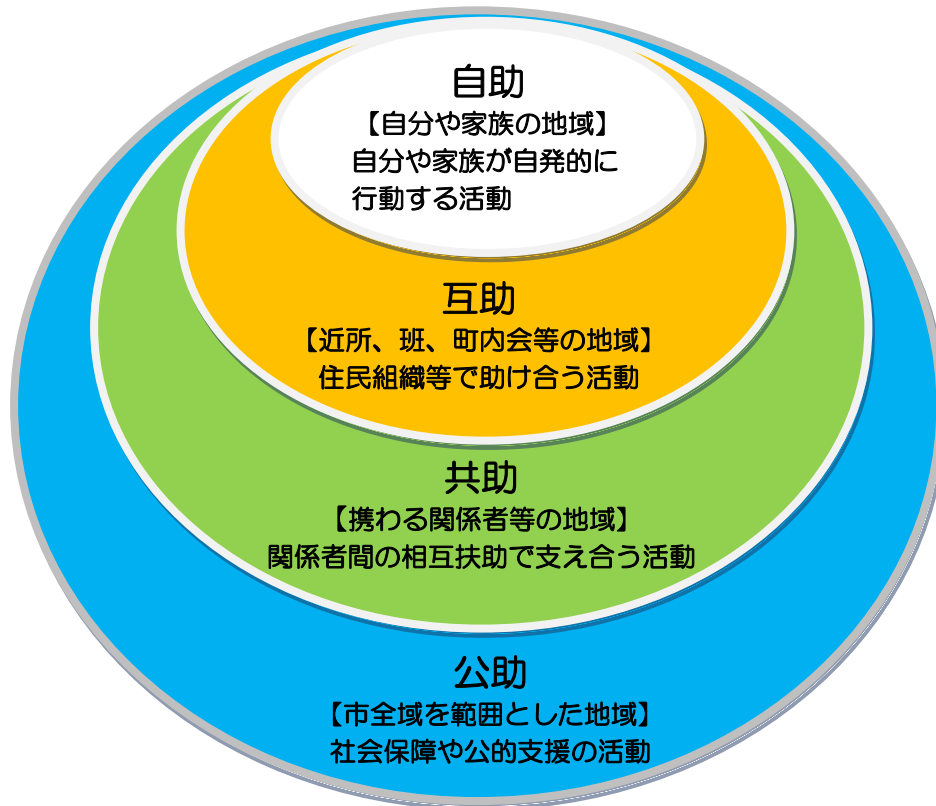 自助
【自分や家族の地域】
自分や家族が自発的に
行動する活動
互助
【近所、班、町内会等の地域】
住民組織等で助け合う活動
共助
【携わる関係者等の地域】
関係者間の相互扶助で支え合う活動
公助
【市全域を範囲とした地域】
社会保障や公的支援の活動